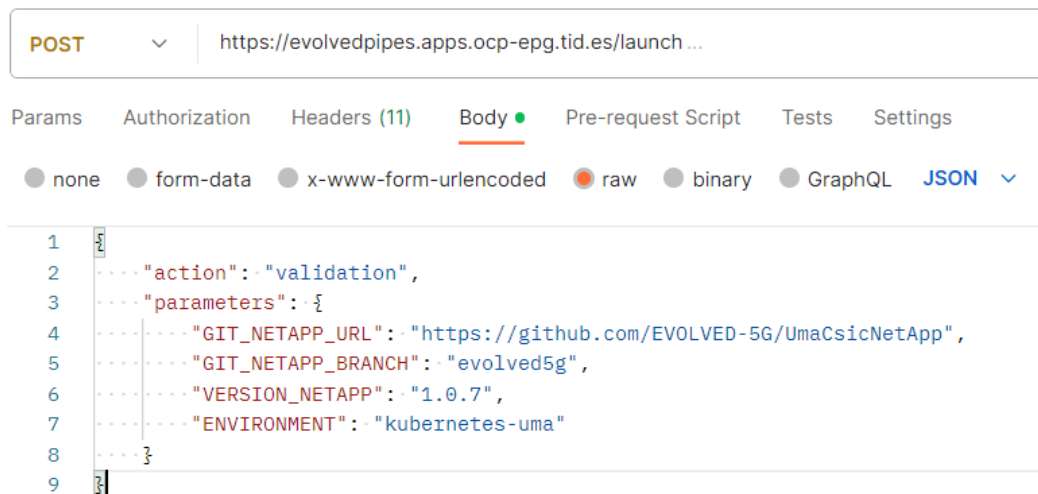 POST https://evolvedpipes.apps.ocp-epg.tid.es/launch ...
Params Authorization Headers (11) Body Pre-request Script Tests Settings
none form-data x-www-form-urlencoded raw binary GraphQL JSON
1 {
2 "action": "validation",
3 "parameters": {
4 "GIT_NETAPP_URL": "https://github.com/EVOLVED-5G/UmaCsicNetApp",
5 "GIT_NETAPP_BRANCH": "evolved5g",
6 "VERSION_NETAPP": "1.0.7",
7 "ENVIRONMENT": "kubernetes-uma"
8 }
9 }